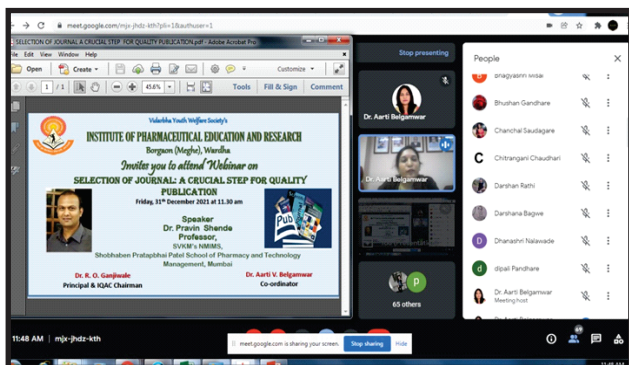 meet.google.com/mjx-jhdz-kth?pli=1&authuser=1
SELECTION OF JOURNAL A CRUCIAL STEP FOR QUALITY PUBLICATION.pdf - Adobe Acrobat Pro
File Edit View Window Help
Open Create
1 / 1 45.6% Tools Fill & Sign Comment
Customize
Vidarbha Youth Welfare Society's
INSTITUTE OF PHARMACEUTICAL EDUCATION AND RESEARCH
Borgaon (Meghe), Wardha
Invites you to attend Webinar on
SELECTION OF JOURNAL: A CRUCIAL STEP FOR QUALITY
PUBLICATION
Friday, 31th December 2021 at 11.30 am
Speaker
Dr. Pravin Shende
Professor,
SVKM's NMIMS,
Shobhaben Pratapbhai Patel School of Pharmacy and Technology
Management, Mumbai
Pub
Dr. R. O. Ganjiwale
Principal & IQAC Chairman
Dr. Aarti V. Belgamwar
Co-ordinator
Stop presenting
Dr. Aarti Belgamwar
Dr. Aarti Belgamwar
P
65 others
People
Bhagyashri Misal
Bhushan Gandhare
Chanchal Saudagare
C
Chitrangani Chaudhari
Darshan Rathi
Darshana Bagwe
D
Dhanashri Nalawade
d
dipali Pandhare
Dr. Aarti Belgamwar
Meeting host
11:48 AM | mjx-jhdz-kth
meet.google.com is sharing your screen.
Stop sharing
Hide
69
11:48 AM